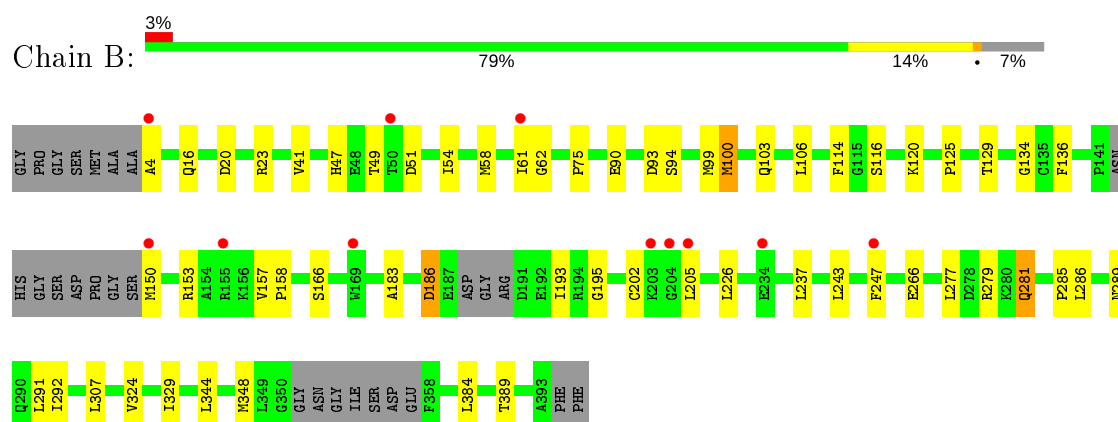 3%
Chain B:
79% 14% • 7%
GLY PRO GLY SER MET ALA ALA A4 Q16 D20 R23 V41 H47 E48 T49 T50 D51 I54 M58 I61 G62 P75 E90 D93 S94 M99 M100 Q103 L106 F114 G115 S116 K120 P125 T129 G134 C135 F136 P141 ASN
HIS GLY SER ASP PRO GLY SER M150 R153 A154 R155 K156 V157 P158 S166 W169 A183 D186 E187 ASP GLY ARG D191 E192 I193 R194 G195 C202 K203 G204 L205 L226 E234 L237 L243 F247 E266 L277 D278 R279 K280 Q281 P285 L286 N289
Q290 L291 I292 L307 V324 I329 L344 M348 L349 G350 GLY ASN GLY ILE SER ASP GLU F358 L384 T389 A393 PHE PHE